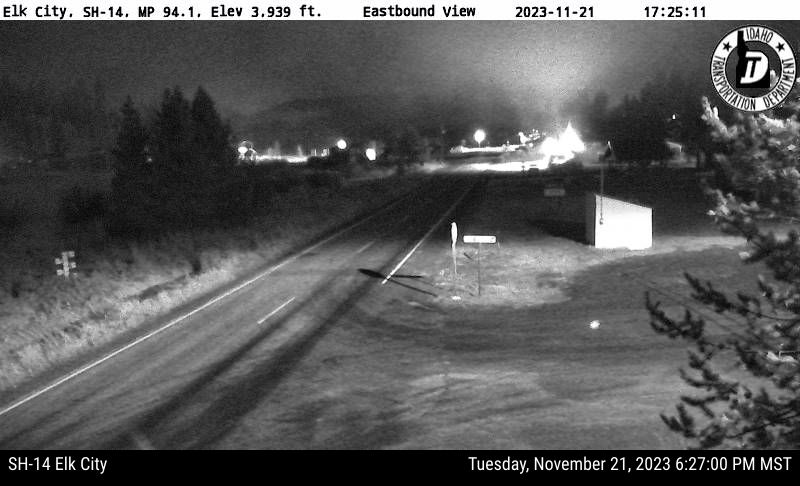 Elk City, SH-14, MP 94.1, Elev 3,939 ft. Eastbound View 2023-11-21 17:25:11
IDAHO
TRANSPORTATION DEPARTMENT
SH-14 Elk City Tuesday, November 21, 2023 6:27:00 PM MST